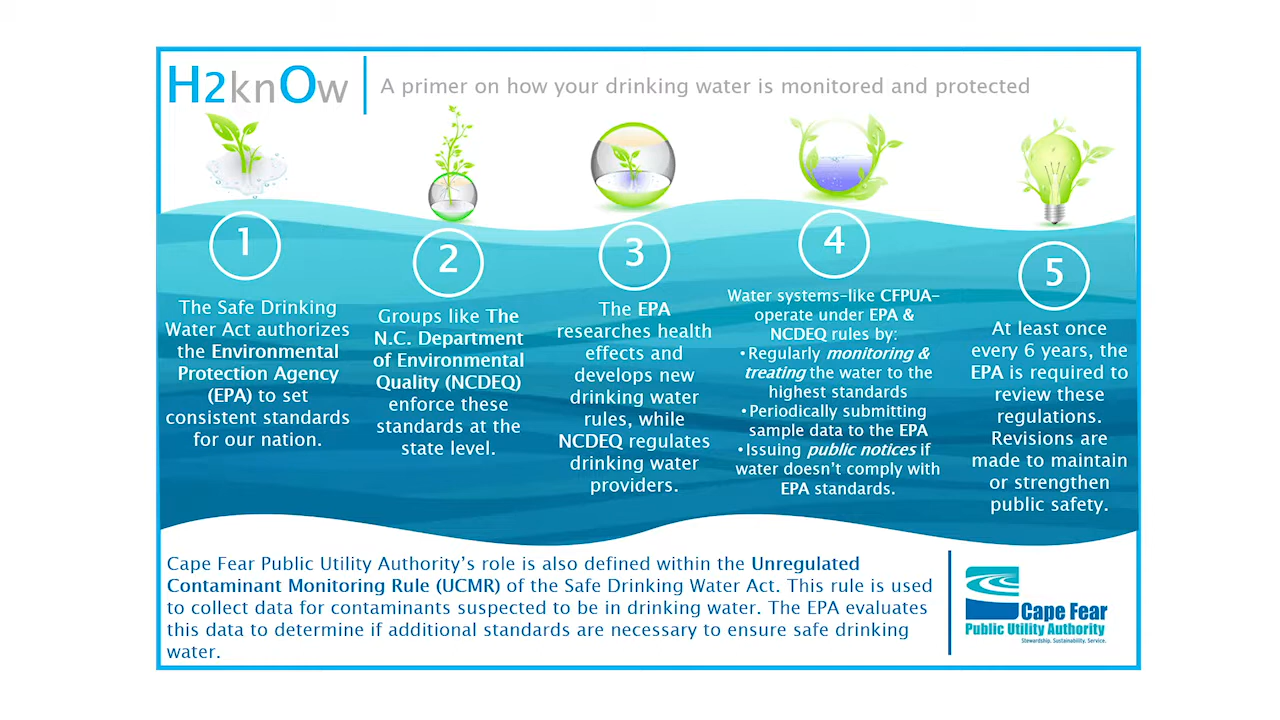 H2knOw
A primer on how your drinking water is monitored and protected
1
The Safe Drinking
Water Act authorizes
the Environmental
Protection Agency
(EPA) to set
consistent standards
for our nation.
2
Groups like The
N.C. Department
of Environmental
Quality (NCDEQ)
enforce these
standards at the
state level.
3
The EPA
researches health
effects and
develops new
drinking water
rules, while
NCDEQ regulates
drinking water
providers.
4
Water systems–like CFPUA–
operate under EPA &
NCDEQ rules by:
•Regularly monitoring &
treating the water to the
highest standards
•Periodically submitting
sample data to the EPA
•Issuing public notices if
water doesn't comply with
EPA standards.
5
At least once
every 6 years, the
EPA is required to
review these
regulations.
Revisions are
made to maintain
or strengthen
public safety.
Cape Fear Public Utility Authority's role is also defined within the Unregulated
Contaminant Monitoring Rule (UCMR) of the Safe Drinking Water Act. This rule is used
to collect data for contaminants suspected to be in drinking water. The EPA evaluates
this data to determine if additional standards are necessary to ensure safe drinking
water.
Cape Fear
Public Utility Authority
Stewardship. Sustainability. Service.